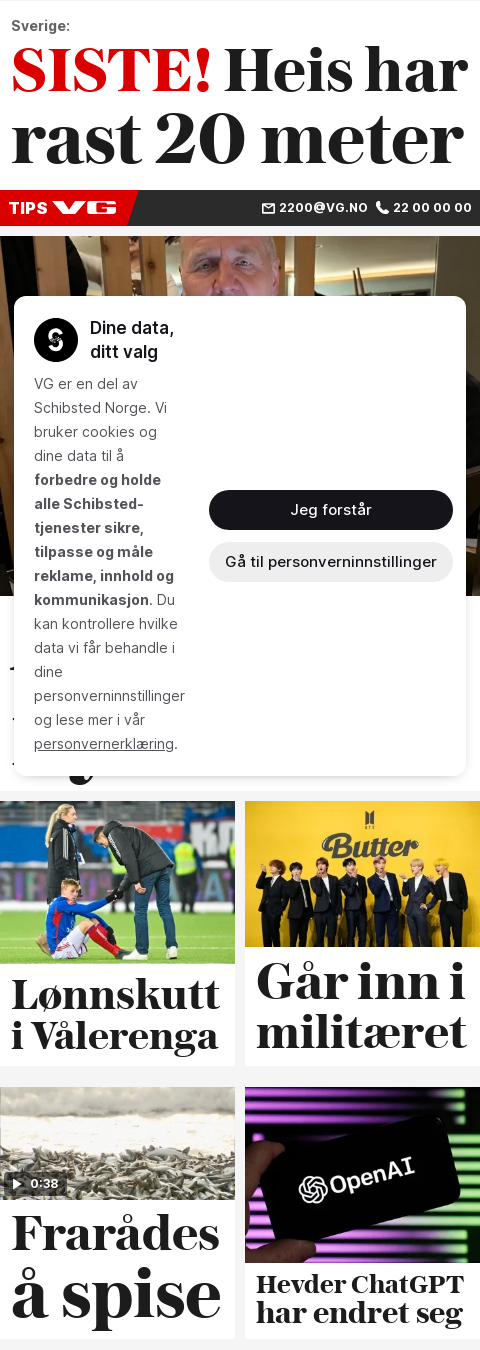 Sverige:
SISTE! Heis har
rast 20 meter
TIPS VG
2200@VG.NO 22 00 00 00
Dine data,
ditt valg
VG er en del av
Schibsted Norge. Vi
bruker cookies og
dine data til å
forbedre og holde
alle Schibsted-
tjenester sikre,
tilpasse og måle
reklame, innhold og
kommunikasjon. Du
kan kontrollere hvilke
data vi får behandle i
dine
personverninnstillinger
og lese mer i vår
personvernerklæring.
Jeg forstår
Gå til personverninnstillinger
BTS
Butter
Lønnskutt
i Vålerenga
Går inn i
militæret
0:38
Frarådes
å spise
OpenAI
Hevder ChatGPT
har endret seg